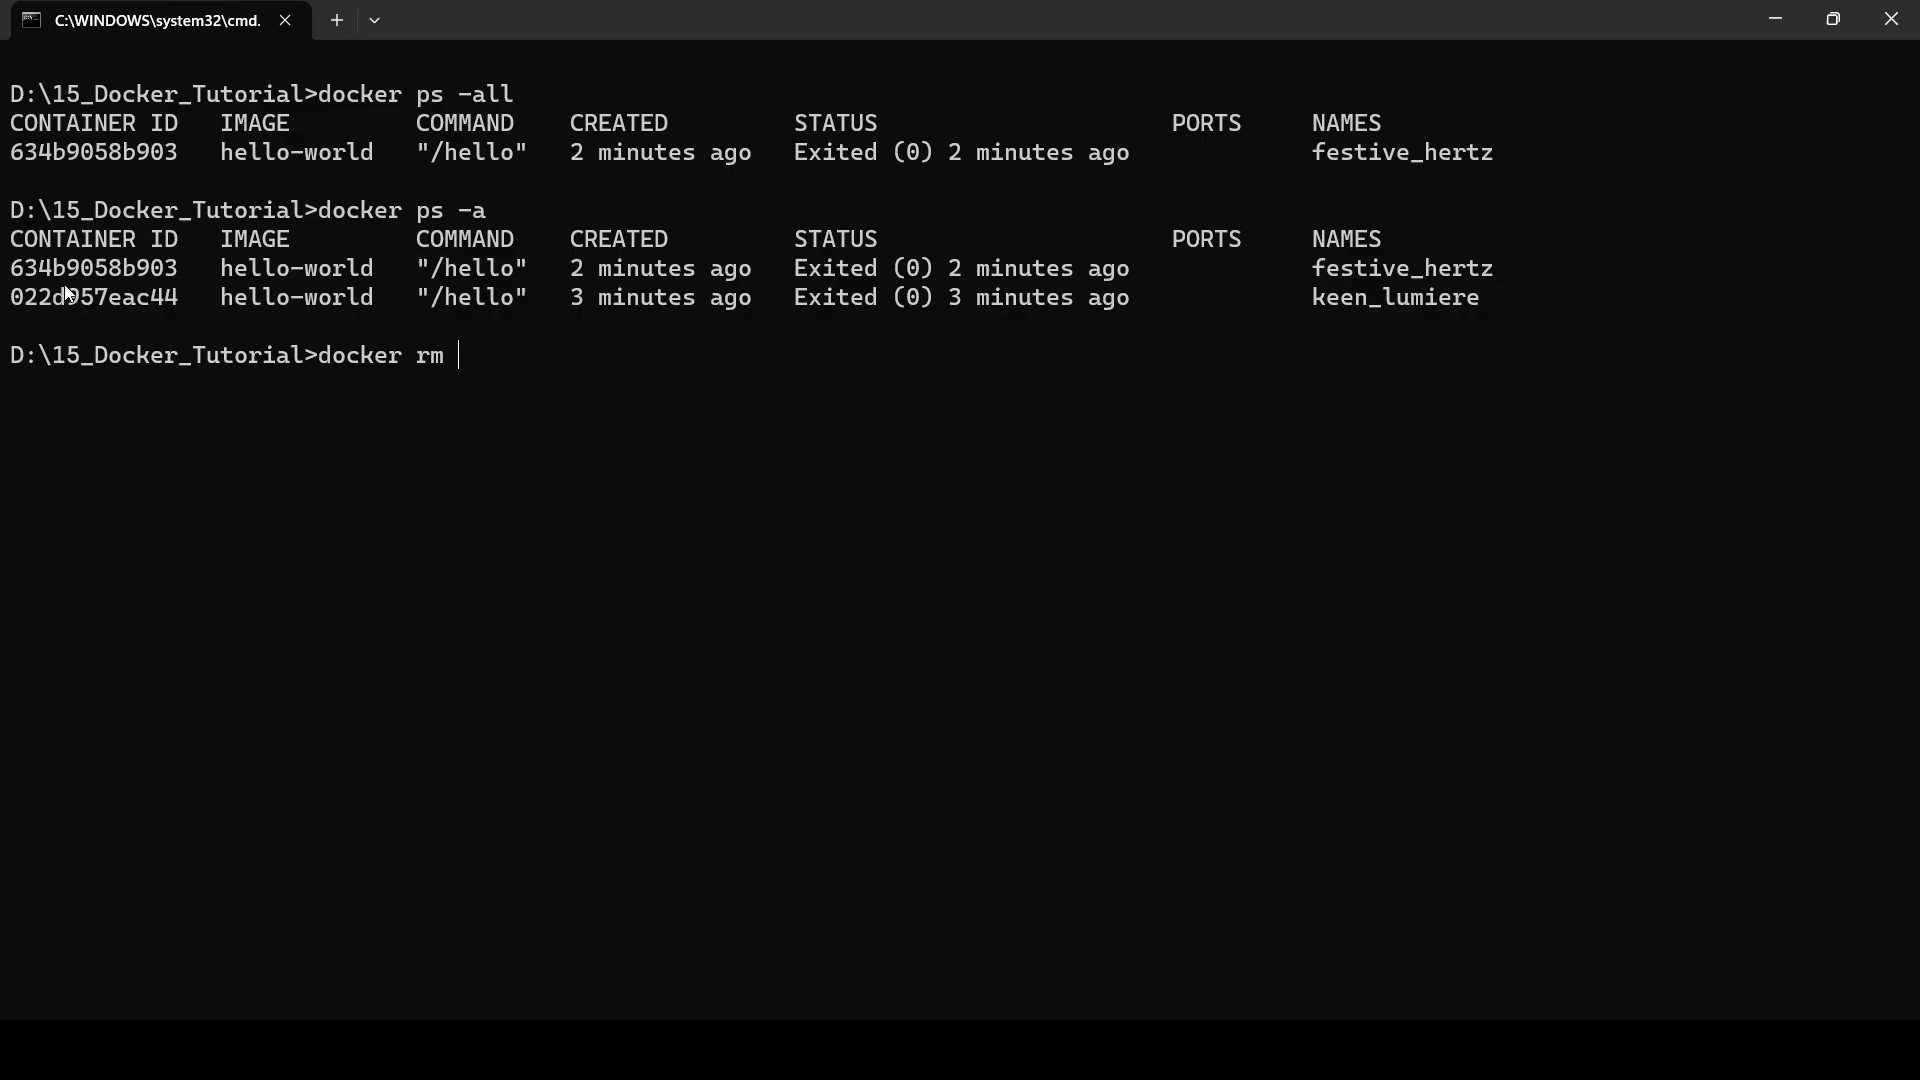 C:\WINDOWS\system32\cmd.
D:\15_Docker_Tutorial>docker ps -all
CONTAINER ID   IMAGE         COMMAND    CREATED         STATUS                     PORTS     NAMES
634b9058b903   hello-world   "/hello"   2 minutes ago   Exited (0) 2 minutes ago             festive_hertz
D:\15_Docker_Tutorial>docker ps -a
CONTAINER ID   IMAGE         COMMAND    CREATED         STATUS                     PORTS     NAMES
634b9058b903   hello-world   "/hello"   2 minutes ago   Exited (0) 2 minutes ago             festive_hertz
hello-world   "/hello"   3 minutes ago   Exited (0) 3 minutes ago             keen_lumiere
D:\15_Docker_Tutorial>docker rm